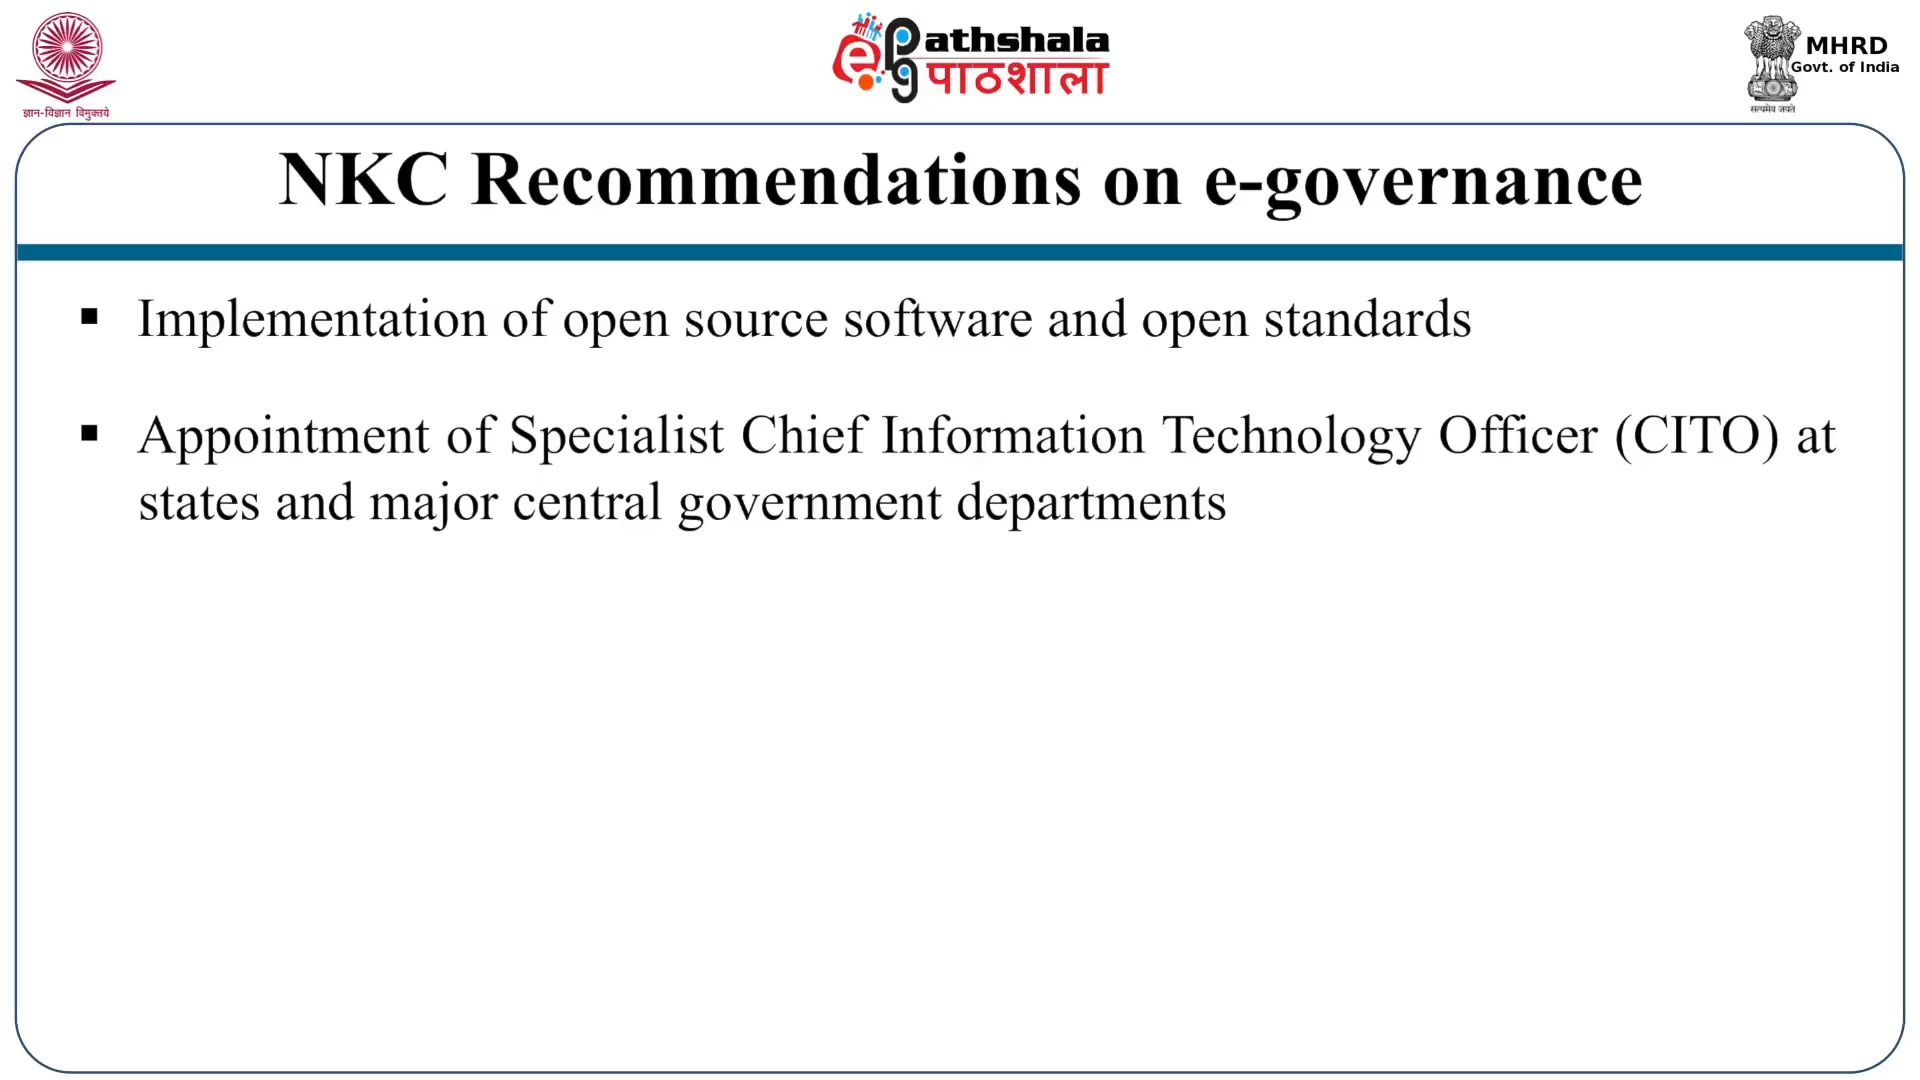 ज्ञान-विज्ञान विमुक्तये
ePathshala
पाठशाला
MHRD
Govt. of India
सत्यमेव जयते
NKC Recommendations on e-governance
▪ Implementation of open source software and open standards
▪ Appointment of Specialist Chief Information Technology Officer (CITO) at
states and major central government departments